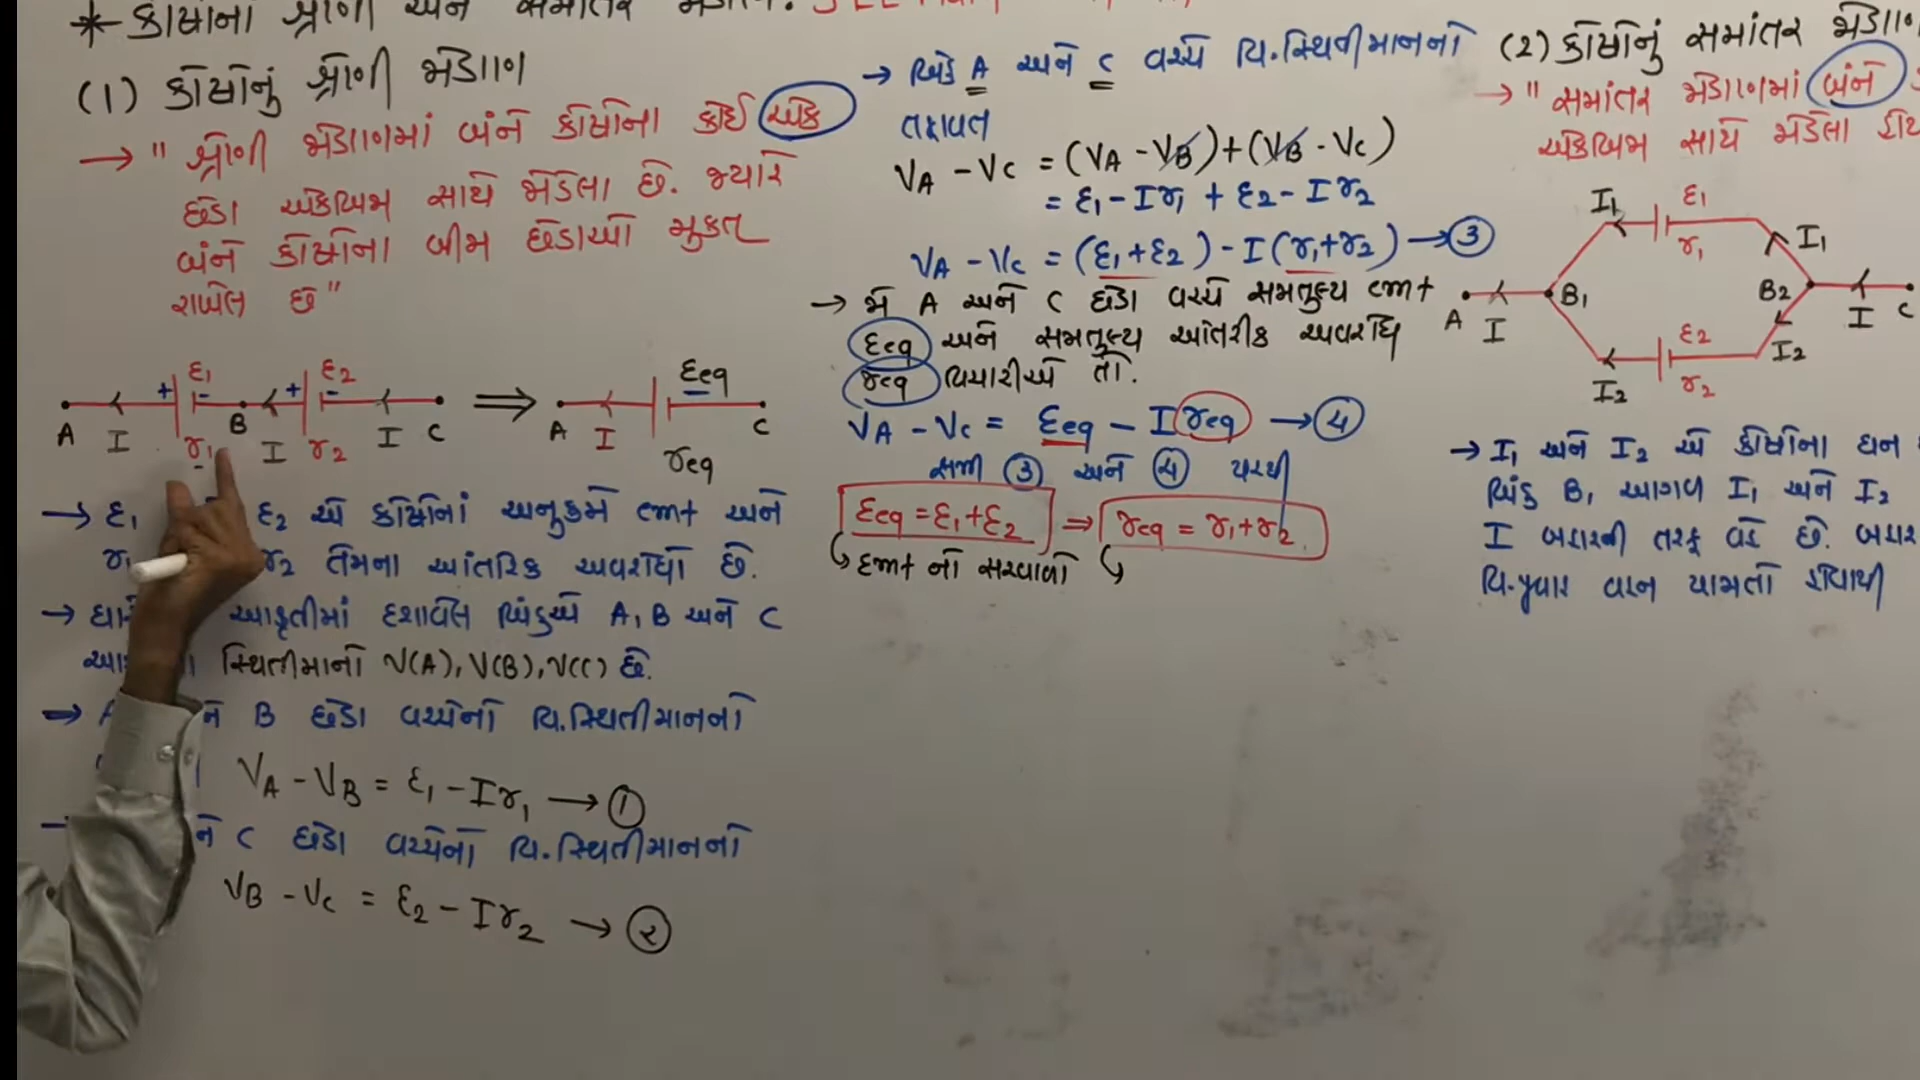 * કોષોના શ્રેણી અને સમાંતર
(1) કોષોનું શ્રેણી જોડાણ
→ " શ્રેણી જોડાણમાં બંને કોષોના કોઈ એક
છેડા એકબીજા સાથે જોડેલા છે. જ્યારે
બંને કોષોના બીજા છેડાઓ મુક્ત
રાખેલ છે"
A I + ε1 - r1 B I + ε2 - r2 I C ⇒ A I εeq req C
→ ε1 ε2 એ કોષોનાં અનુક્રમે emf અને
r1 r2 તેમના આંતરિક અવરોધો છે.
→ આકૃતીમાં દર્શાવેલ બિંદુએ A, B અને C
સ્થિતીમાનો V(A), V(B), V(C) છે.
→ B છેડા વચ્ચેનો વિ.સ્થિતીમાનનો
VA - VB = ε1 - Ir1 → ①
C છેડા વચ્ચેનો વિ.સ્થિતીમાનનો
VB - VC = ε2 - Ir2 → ②
→ બિંદુ A અને C વચ્ચે વિ.સ્થિતીમાનનો
તફાવત
VA - VC = (VA - VB) + (VB - VC)
= ε1 - Ir1 + ε2 - Ir2
VA - VC = (ε1 + ε2) - I (r1 + r2) → ③
→ જો A અને C છેડા વચ્ચે સમતુલ્ય emf
εeq અને સમતુલ્ય આંતરીક અવરોધ
req વિચારીએ તો.
VA - VC = εeq - I req → ④
સમી ③ અને ④ પરથી
εeq = ε1 + ε2 ⇒ req = r1 + r2.
emf નો સરવાળો
(2) કોષોનું સમાંતર જોડાણ
→ " સમાંતર જોડાણમાં બંને
એકબીજા સાથે જોડેલા
I1 ε1 r1 I1
A I B1 B2 I C
I2 ε2 r2 I2
→ I1 અને I2 એ કોષોના ધન
બિંદુ B1 આગળ I1 અને I2
I બહારની તરફ વહે છે.
વિ.પ્રવાહ વહન પામતો હોવાથી